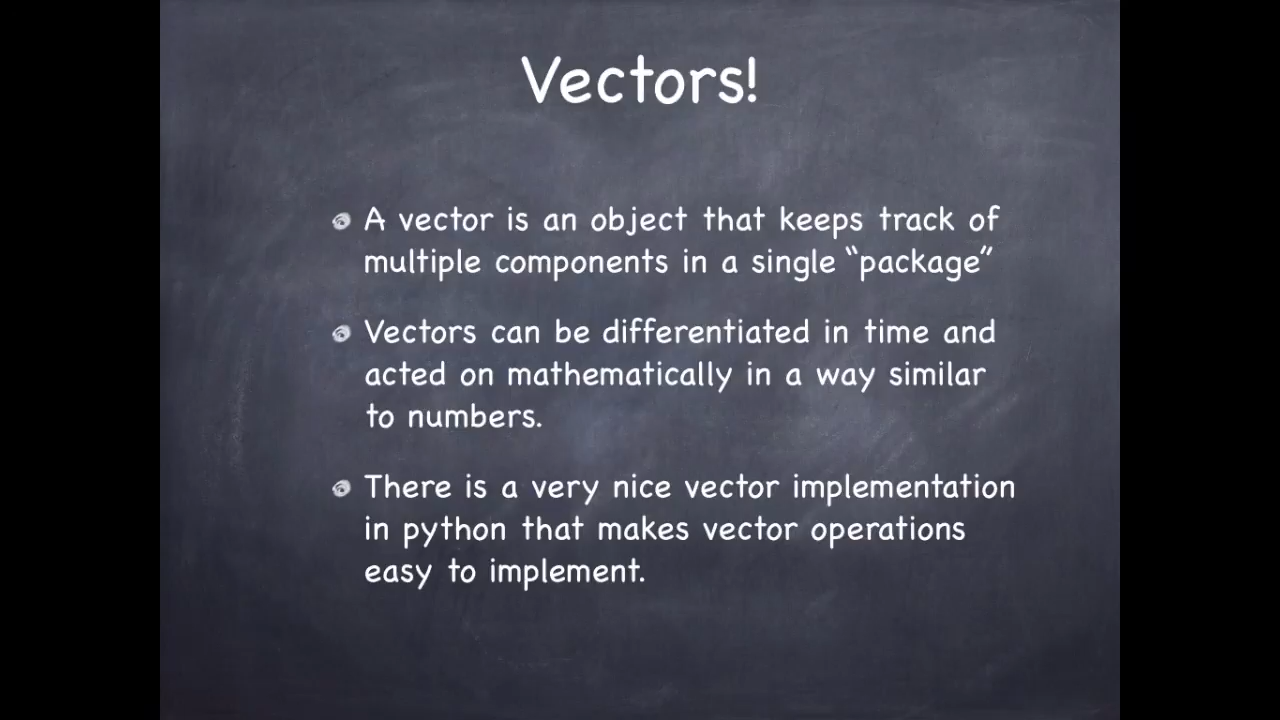 Vectors!
A vector is an object that keeps track of
multiple components in a single “package”
Vectors can be differentiated in time and
acted on mathematically in a way similar
to numbers.
There is a very nice vector implementation
in python that makes vector operations
easy to implement.